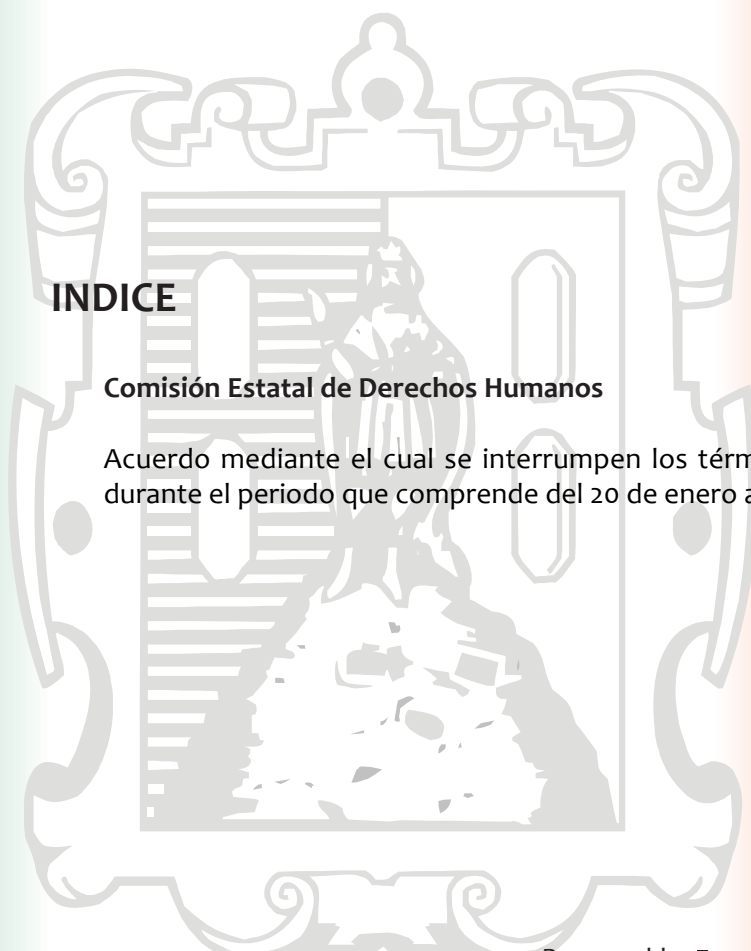 INDICE
Comisión Estatal de Derechos Humanos
Acuerdo mediante el cual se interrumpen los
durante el periodo que comprende del 20 de enero